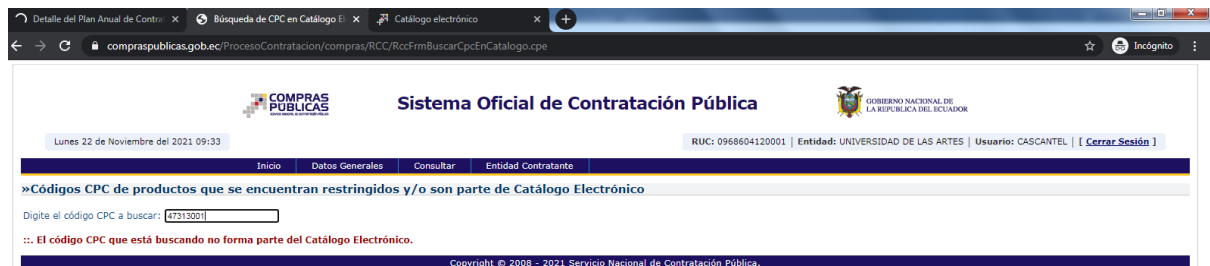 Detalle del Plan Anual de Contra
Búsqueda de CPC en Catálogo El
Catálogo electrónico
compraspublicas.gob.ec/ProcesoContratacion/compras/RCC/RccFrmBuscarCpcEnCatalogo.cpe
Incógnito
COMPRAS PÚBLICAS
Sistema Oficial de Contratación Pública
GOBIERNO NACIONAL DE
LA REPUBLICA DEL ECUADOR
Lunes 22 de Noviembre del 2021 09:33
RUC: 0968604120001 | Entidad: UNIVERSIDAD DE LAS ARTES | Usuario: CASCANTEL | [ Cerrar Sesión ]
Inicio Datos Generales Consultar Entidad Contratante
»Códigos CPC de productos que se encuentran restringidos y/o son parte de Catálogo Electrónico
Digite el código CPC a buscar: 47313001
::. El código CPC que está buscando no forma parte del Catálogo Electrónico.
Copyright © 2008 - 2021 Servicio Nacional de Contratación Pública.